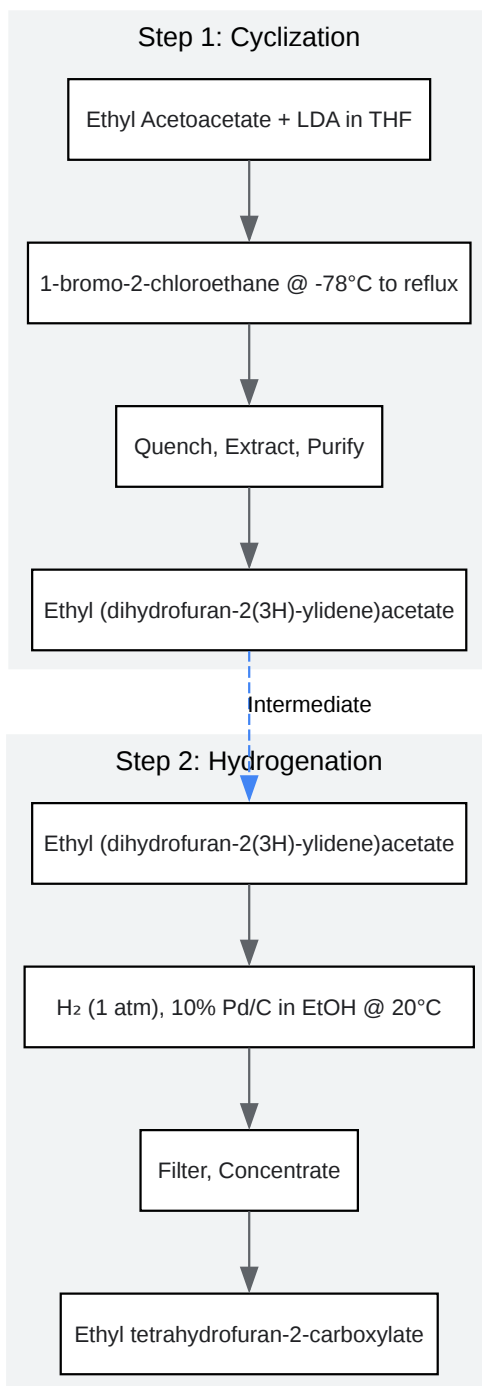 Step 1: Cyclization
Ethyl Acetoacetate + LDA in THF
1-bromo-2-chloroethane @ -78°C to reflux
Quench, Extract, Purify
Ethyl (dihydrofuran-2(3H)-ylidene)acetate
Intermediate
Step 2: Hydrogenation
Ethyl (dihydrofuran-2(3H)-ylidene)acetate
H₂ (1 atm), 10% Pd/C in EtOH @ 20°C
Filter, Concentrate
Ethyl tetrahydrofuran-2-carboxylate